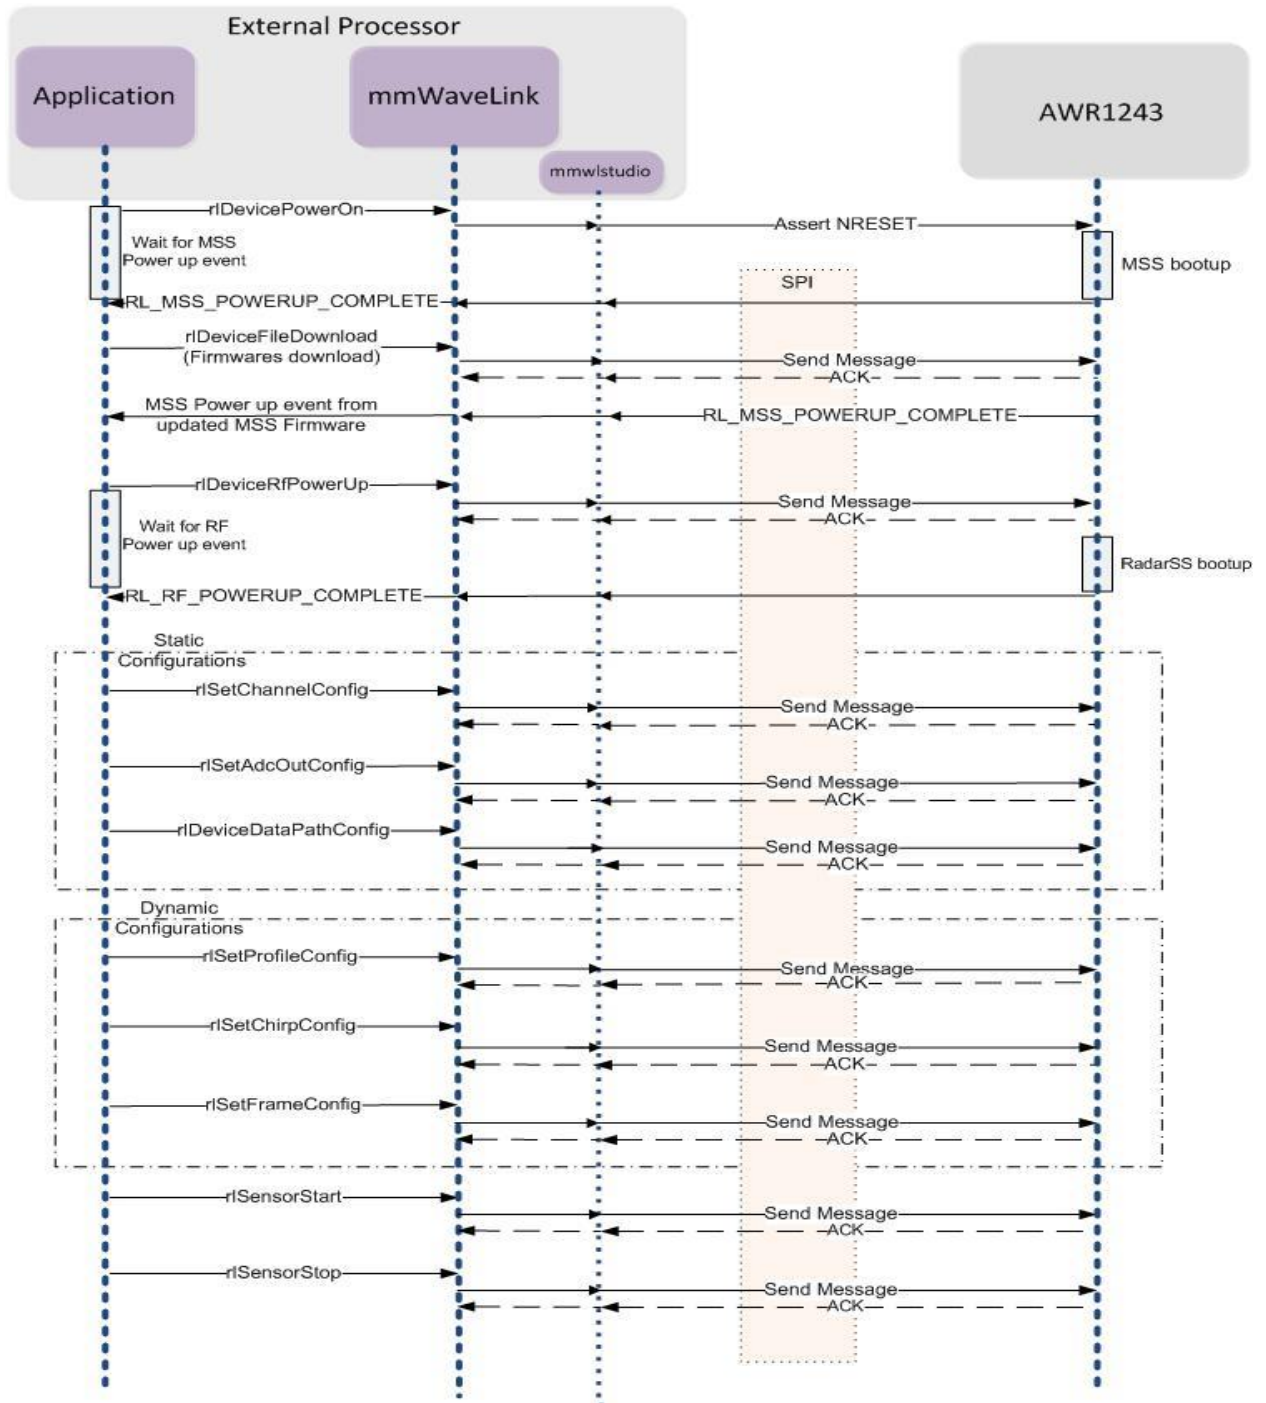 External Processor
Application
mmWaveLink
AWR1243
mmwlstudio
rlDevicePowerOn
Assert NRESET
Wait for MSS
Power up event
MSS bootup
SPI
RL_MSS_POWERUP_COMPLETE
rlDeviceFileDownload
(Firmwares download)
Send Message
ACK
MSS Power up event from
updated MSS Firmware
RL_MSS_POWERUP_COMPLETE
rlDeviceRfPowerUp
Send Message
ACK
Wait for RF
Power up event
RadarSS bootup
RL_RF_POWERUP_COMPLETE
Static
Configurations
rlSetChannelConfig
Send Message
ACK
rlSetAdcOutConfig
Send Message
ACK
rlDeviceDataPathConfig
Send Message
ACK
Dynamic
Configurations
rlSetProfileConfig
Send Message
ACK
rlSetChirpConfig
Send Message
ACK
rlSetFrameConfig
Send Message
ACK
rlSensorStart
Send Message
ACK
rlSensorStop
Send Message
ACK